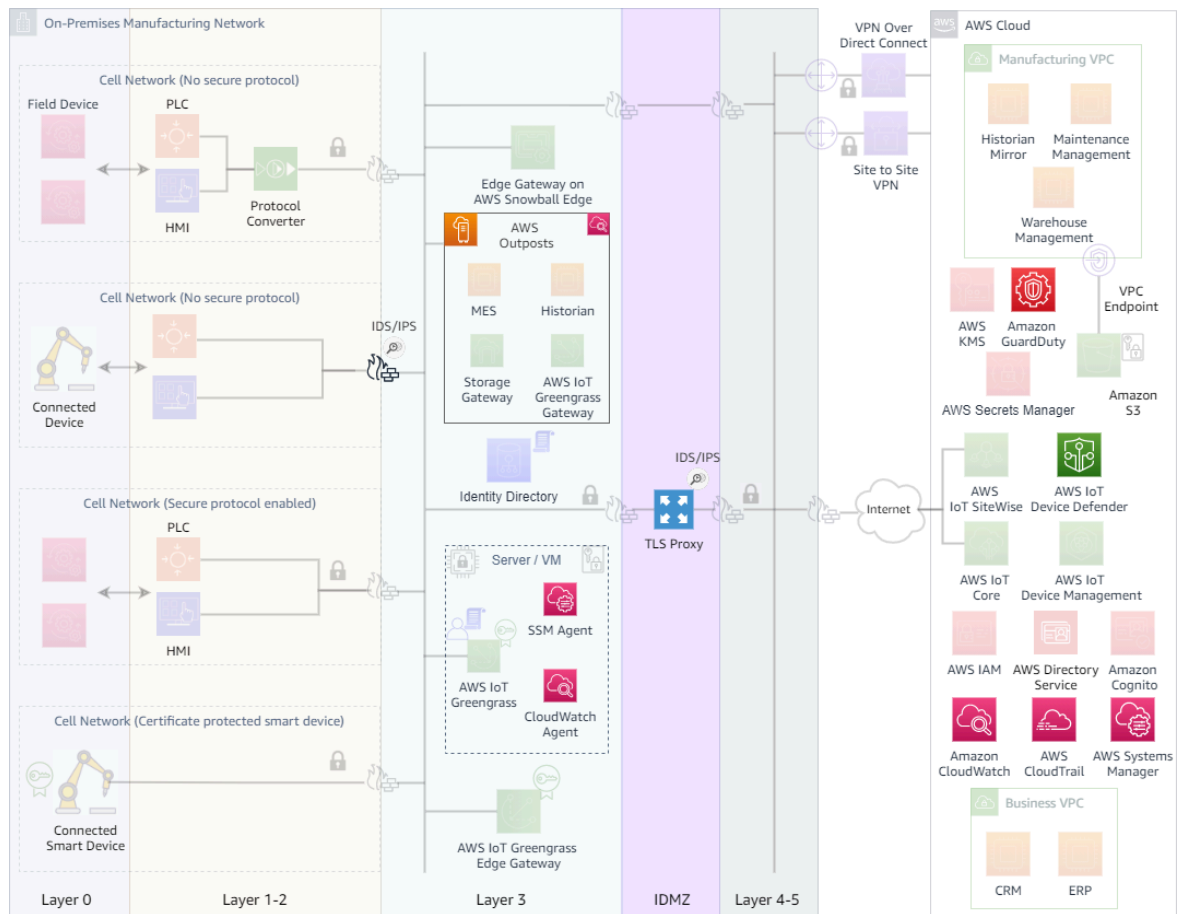 On-Premises Manufacturing Network
Cell Network (No secure protocol)
Field Device
PLC
HMI
Protocol
Converter
Cell Network (No secure protocol)
Connected
Device
IDS/IPS
Cell Network (Secure protocol enabled)
PLC
HMI
Cell Network (Certificate protected smart device)
Connected
Smart Device
Edge Gateway on
AWS Snowball Edge
AWS
Outposts
MES
Historian
Storage
Gateway
AWS IoT
Greengrass
Gateway
Identity Directory
Server / VM
SSM Agent
AWS IoT
Greengrass
CloudWatch
Agent
AWS IoT Greengrass
Edge Gateway
IDS/IPS
TLS Proxy
VPN Over
Direct Connect
Site to Site
VPN
Internet
aws
AWS Cloud
Manufacturing VPC
Historian
Mirror
Maintenance
Management
Warehouse
Management
VPC
Endpoint
AWS
KMS
Amazon
GuardDuty
AWS Secrets Manager
Amazon
S3
AWS
IoT SiteWise
AWS IoT
Device Defender
AWS IoT
Core
AWS IoT
Device Management
AWS IAM
AWS Directory
Service
Amazon
Cognito
Amazon
CloudWatch
AWS
CloudTrail
AWS Systems
Manager
Business VPC
CRM
ERP
Layer 0
Layer 1-2
Layer 3
IDMZ
Layer 4-5